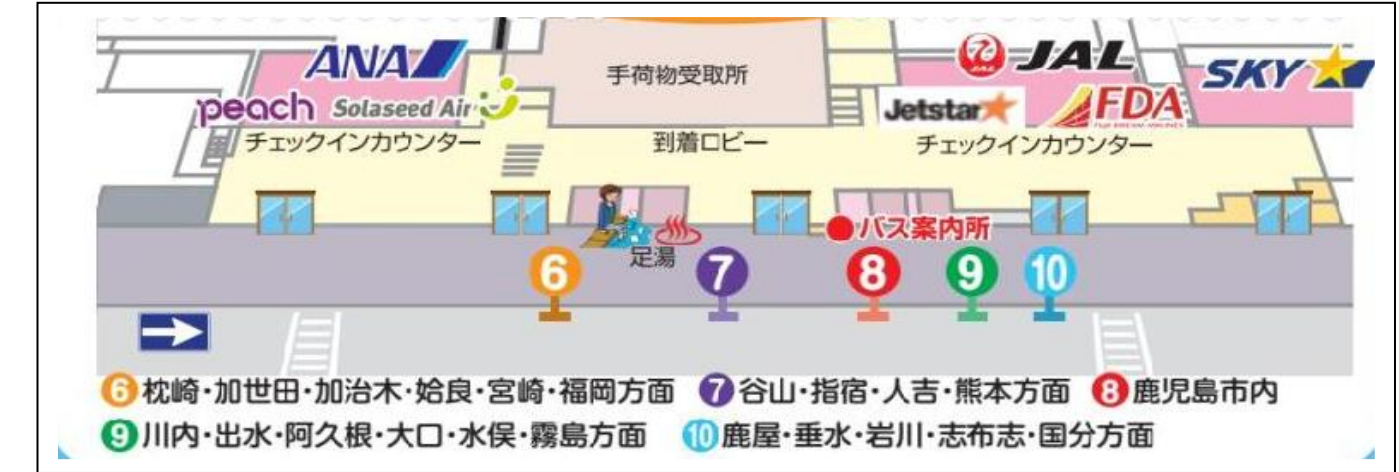 ANA
JAL
SKY
手荷物受取所
peach Solaseed Air
Jetstar
FDA
チェックインカウンター
到着ロビー
チェックインカウンター
バス案内所
足湯
6 7 8 9 10
6 枕崎・加世田・加治木・姶良・宮崎・福岡方面 7 谷山・指宿・人吉・熊本方面 8 鹿児島市内
9 川内・出水・阿久根・大口・水俣・霧島方面 10 鹿屋・垂水・岩川・志布志・国分方面